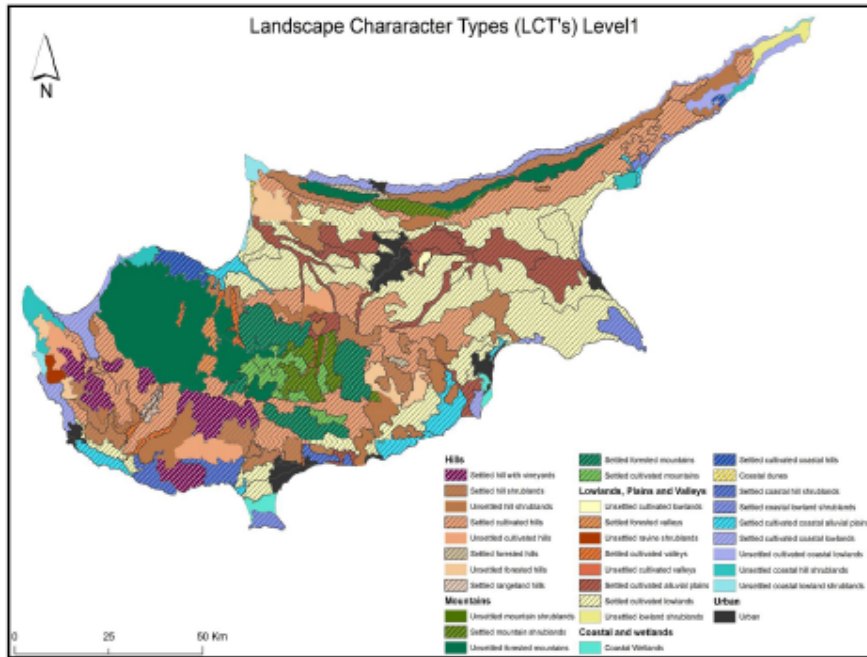 Landscape Chararacter Types (LCT's) Level1
N
Hills
Settled hill with vineyards
Settled hill shrublands
Unsettled hill shrublands
Settled cultivated hills
Unsettled cultivated hills
Settled forested hills
Unsettled forested hills
Settled rangeland hills
Mountains
Unsettled mountain shrublands
Settled mountain shrublands
Unsettled forested mountains
Settled forested mountains
Settled cultivated mountains
Lowlands, Plains and Valleys
Unsettled cultivated lowlands
Settled forested valleys
Unsettled ravine shrublands
Settled cultivated valleys
Unsettled cultivated valleys
Settled cultivated alluvial plains
Settled cultivated lowlands
Unsettled lowland shrublands
Coastal and wetlands
Coastal Wetlands
Settled cultivated coastal hills
Coastal dunes
Settled coastal hill shrublands
Settled coastal lowland shrublands
Settled cultivated coastal alluvial plain
Settled cultivated coastal lowlands
Unsettled cultivated coastal lowlands
Unsettled coastal hill shrublands
Unsettled coastal lowland shrublands
Urban
Urban
0 25 50 Km